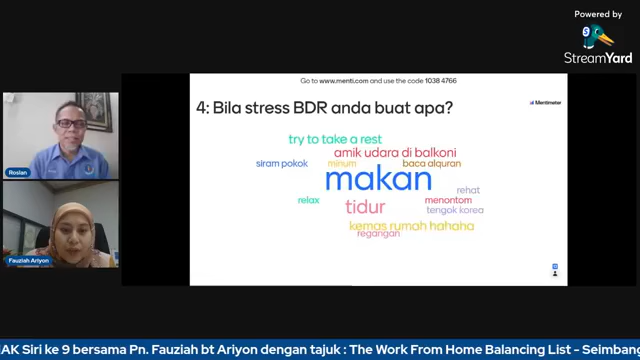 Powered by
StreamYard
Go to www.menti.com and use the code 1038 4766
4: Bila stress BDR anda buat apa?
Mentimeter
try to take a rest
amik udara di balkoni
siram pokok
minum
baca alquran
makan
rehat
relax
tidur
menontom
tengok korea
kemas rumah hahaha
regangan
Roslan
Fauziah Ariyon
IAK Siri ke 9 bersama Pn. Fauziah bt Ariyon dengan tajuk : The Work From Home Balancing List - Seimbang